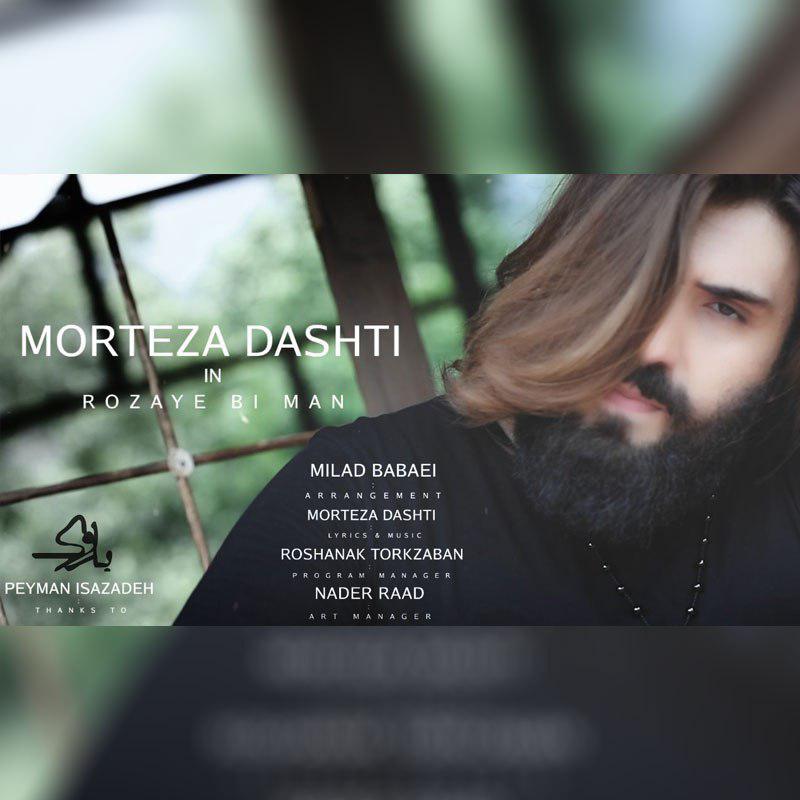 MORTEZA DASHTI
IN
ROZAYE BI MAN
MILAD BABAEI
:
ARRANGEMENT
MORTEZA DASHTI
:
LYRICS & MUSIC
ROSHANAK TORKZABAN
:
PROGRAM MANAGER
NADER RAAD
:
ART MANAGER
PEYMAN ISAZADEH
:
THANKS TO